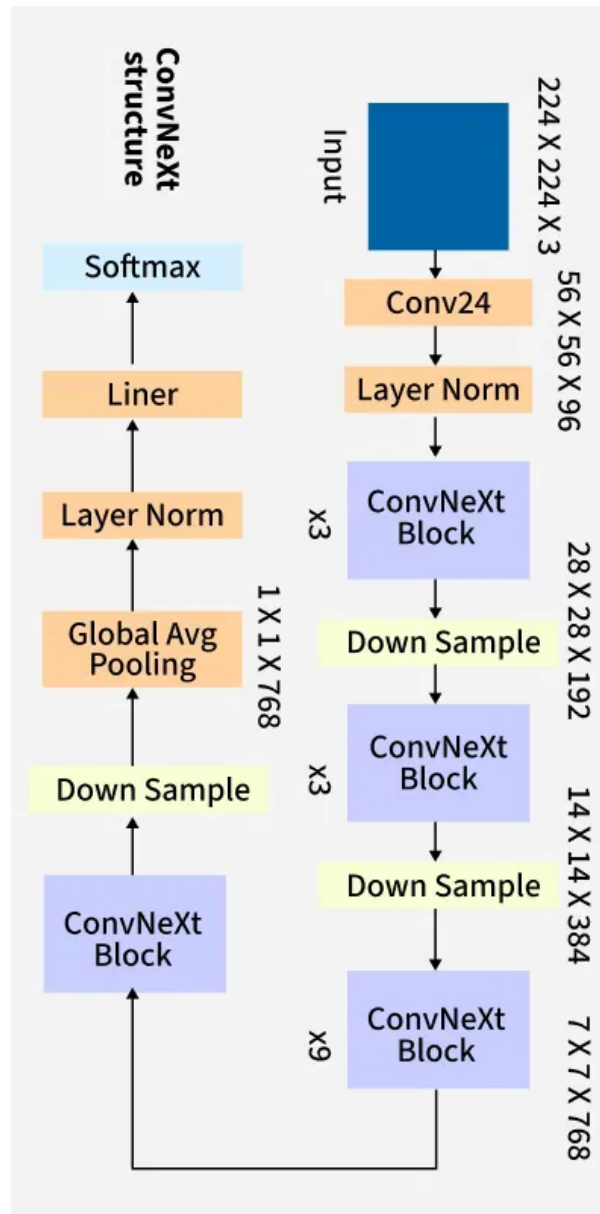 ConvNeXt
structure
Input
224 X 224 X 3
Conv24
56 X 56 X 96
Layer Norm
ConvNeXt
Block
x3
28 X 28 X 192
Down Sample
ConvNeXt
Block
x3
14 X 14 X 384
Down Sample
ConvNeXt
Block
x9
7 X 7 X 768
ConvNeXt
Block
Down Sample
Global Avg
Pooling
1 X 1 X 768
Layer Norm
Liner
Softmax